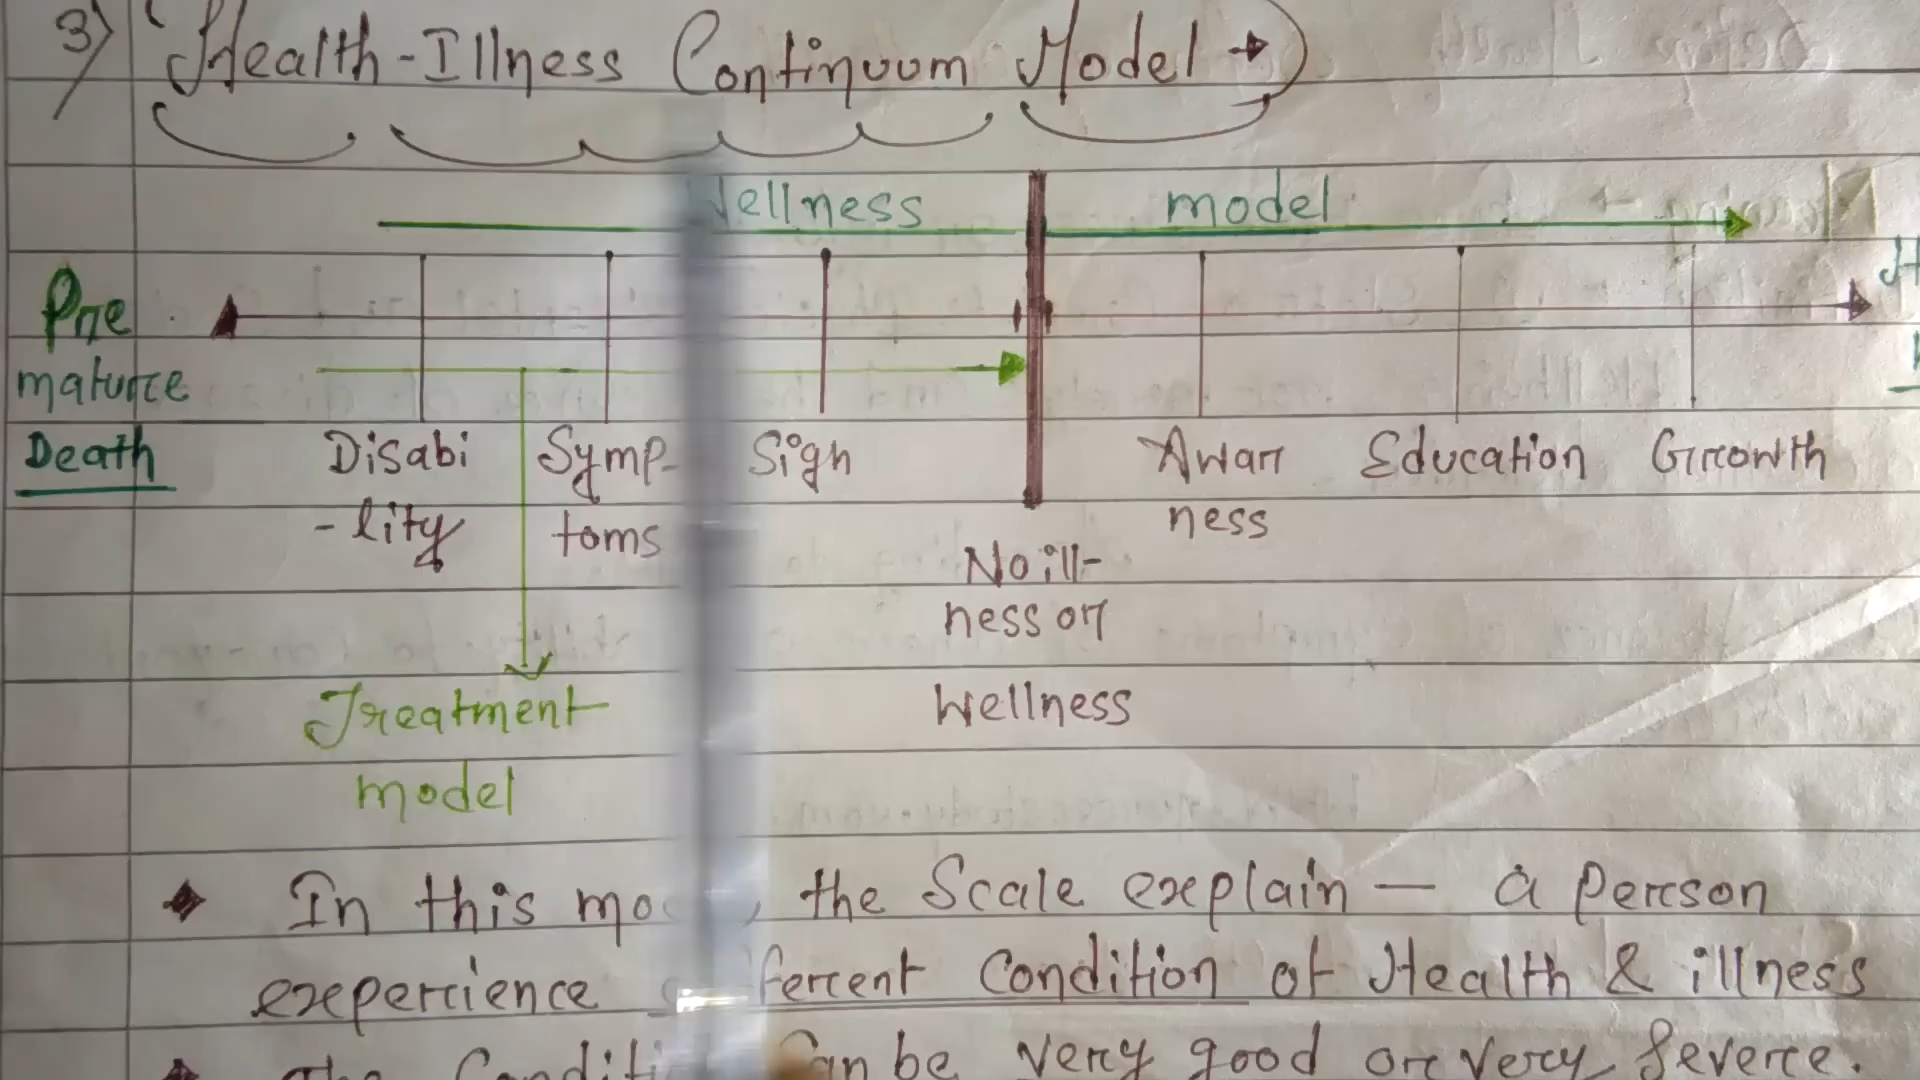 3) Health-Illness Continuum Model →
Wellness model
Pre
mature
Death
Disabi Symp- Sign Awar Education Growth
-lity toms ness
No ill-
ness or
Wellness
Treatment
model
In this the Scale explain — a person
experience Condition of Health & illness
The Can be very good or very Severe.